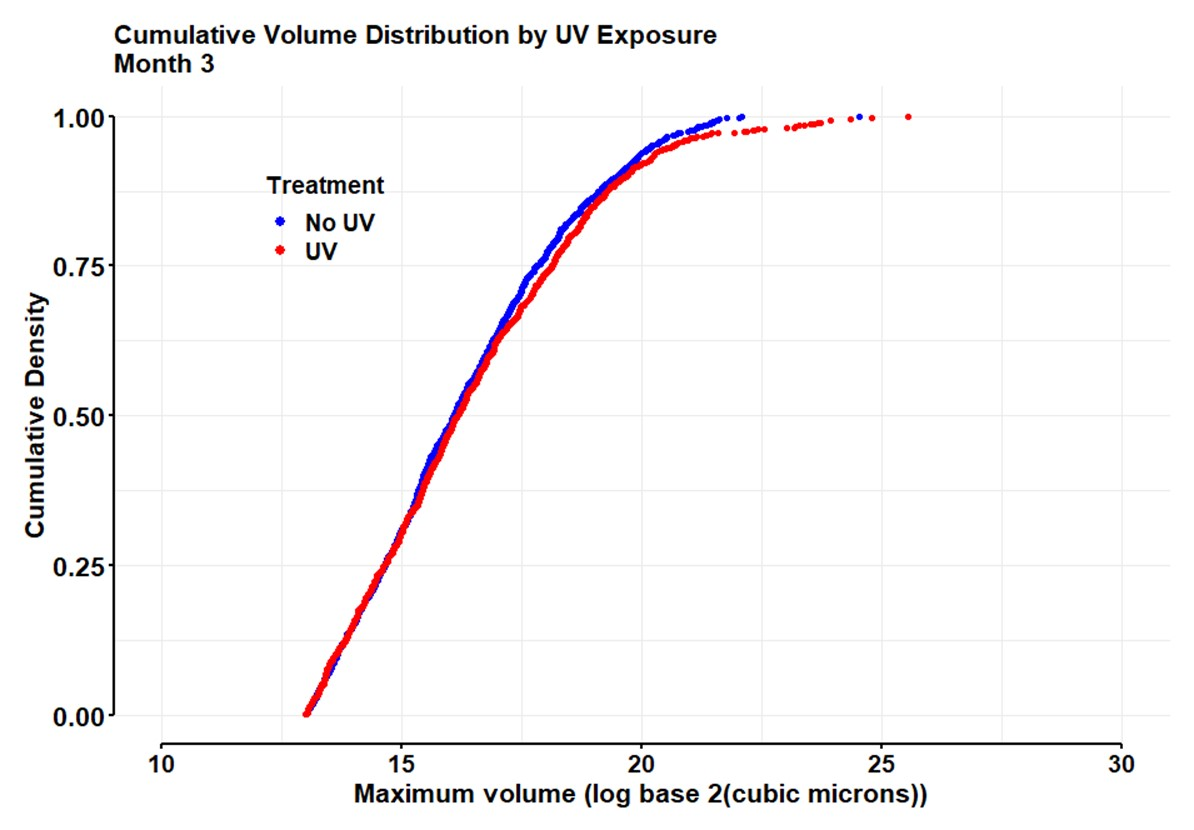 Cumulative Volume Distribution by UV Exposure
Month 3
1.00
0.75
0.50
0.25
0.00
Cumulative Density
Treatment
No UV
UV
10 15 20 25 30
Maximum volume (log base 2(cubic microns))